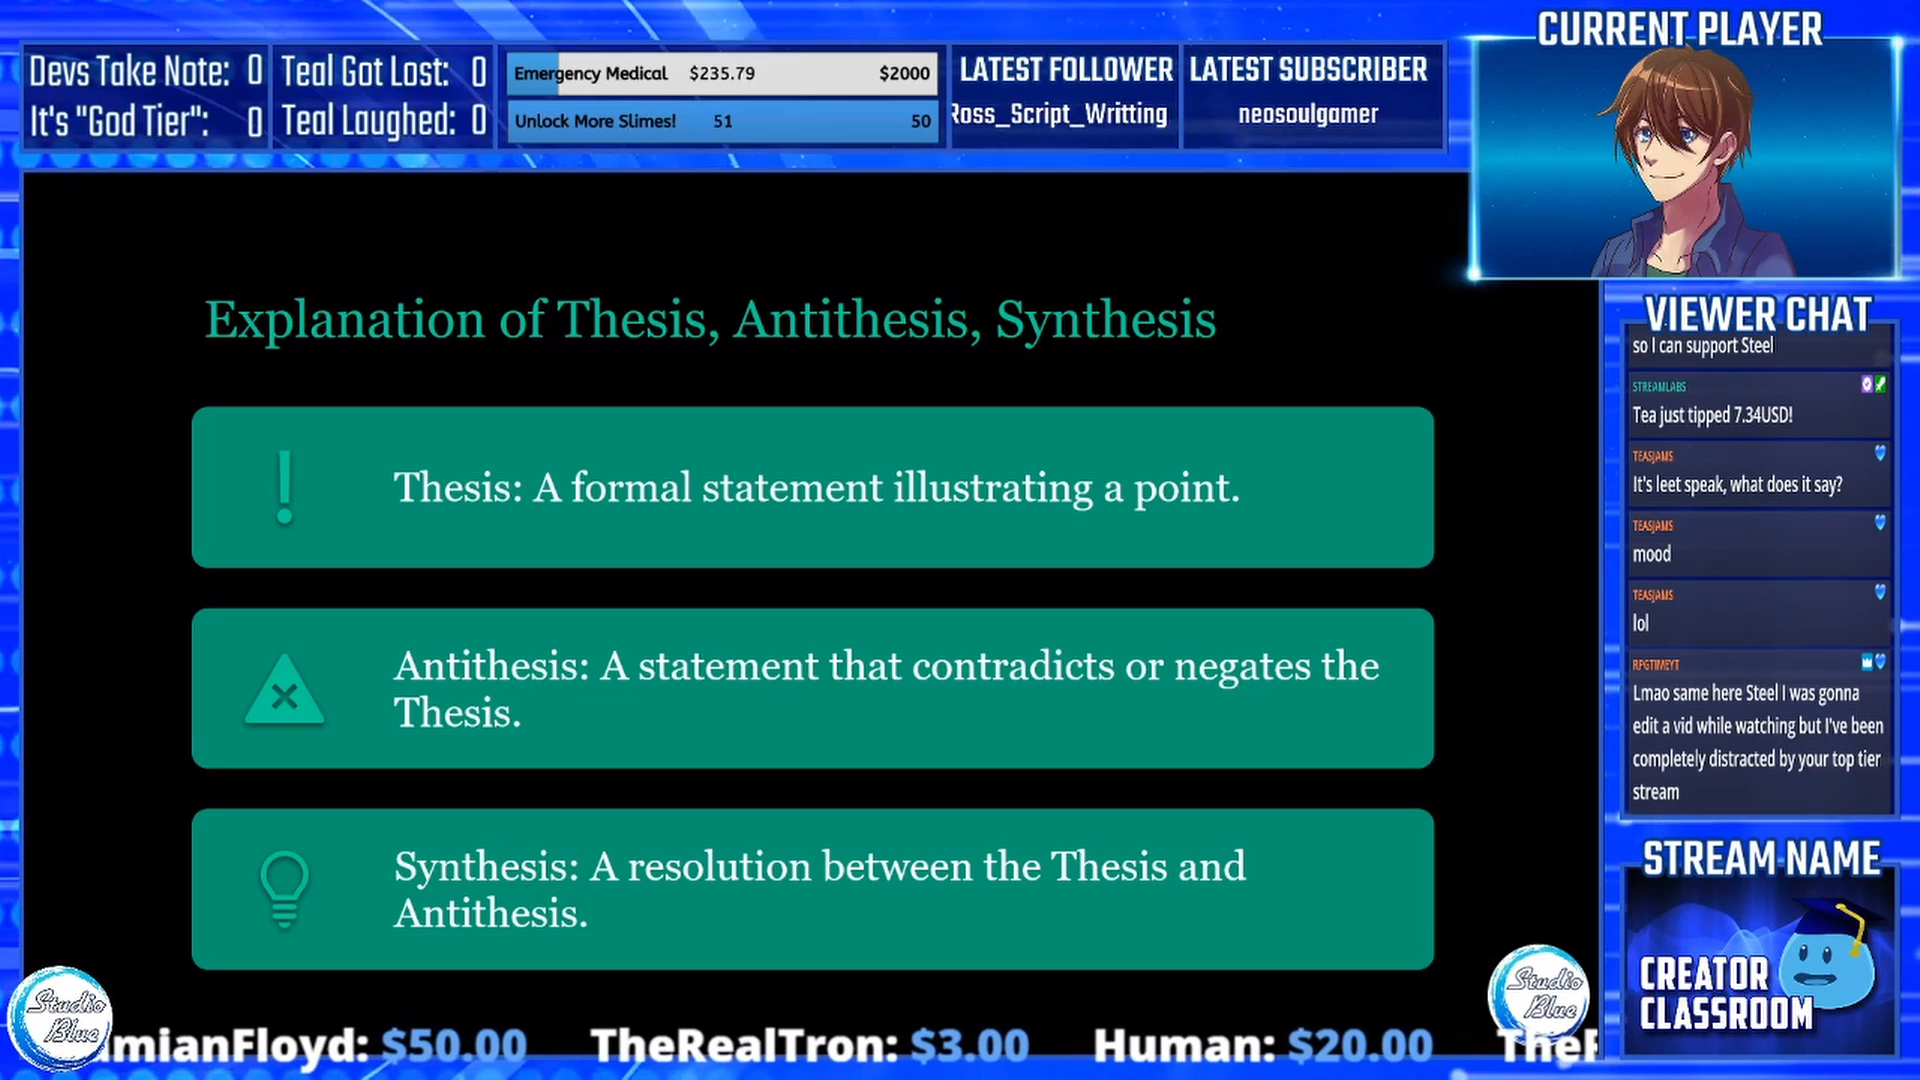 CURRENT PLAYER
Devs Take Note: 0
It's "God Tier": 0
Teal Got Lost: 0
Teal Laughed: 0
Emergency Medical $235.79 $2000
Unlock More Slimes! 51 50
LATEST FOLLOWER
Ross_Script_Writting
LATEST SUBSCRIBER
neosoulgamer
Explanation of Thesis, Antithesis, Synthesis
Thesis: A formal statement illustrating a point.
Antithesis: A statement that contradicts or negates the
Thesis.
Synthesis: A resolution between the Thesis and
Antithesis.
VIEWER CHAT
so I can support Steel
STREAMLABS
Tea just tipped 7.34USD!
TEASJAMS
It's leet speak, what does it say?
TEASJAMS
mood
TEASJAMS
lol
RPGTIMEYT
Lmao same here Steel I was gonna
edit a vid while watching but I've been
completely distracted by your top tier
stream
STREAM NAME
CREATOR
CLASSROOM
Studio
Blue
Studio
Blue
mianFloyd: $50.00 TheRealTron: $3.00 Human: $20.00